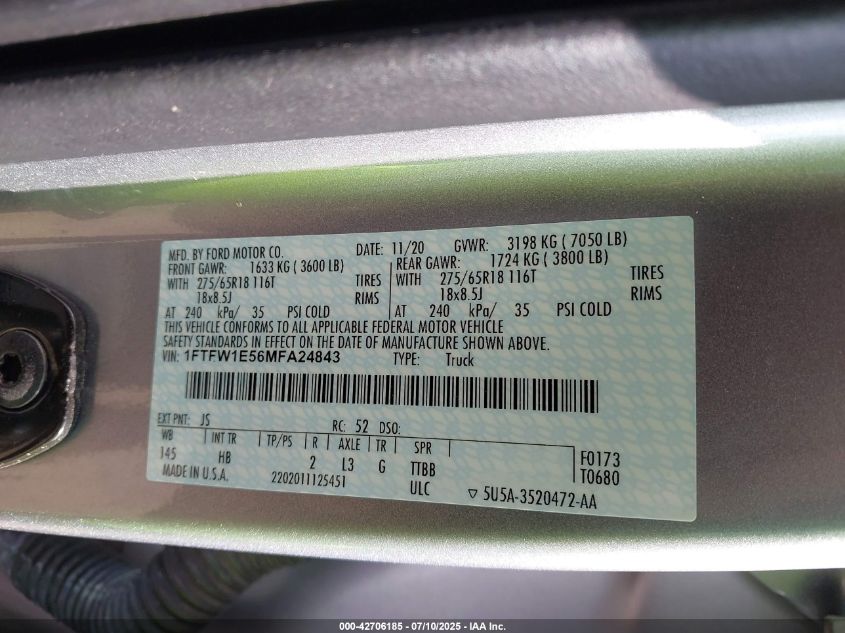 MFD. BY FORD MOTOR CO. DATE: 11/20 GVWR: 3198 KG ( 7050 LB)
FRONT GAWR: 1633 KG ( 3600 LB) REAR GAWR: 1724 KG ( 3800 LB)
WITH 275/65R18 116T TIRES WITH 275/65R18 116T TIRES
18x8.5J RIMS 18x8.5J RIMS
AT 240 kPa/ 35 PSI COLD AT 240 kPa/ 35 PSI COLD
THIS VEHICLE CONFORMS TO ALL APPLICABLE FEDERAL MOTOR VEHICLE
SAFETY STANDARDS IN EFFECT ON THE DATE OF MANUFACTURE SHOWN ABOVE.
VIN: 1FTFW1E56MFA24843 TYPE: Truck
EXT PNT: JS RC: 52 DSO:
WB INT TR TP/PS R AXLE TR SPR F0173
145 HB 2 L3 G TTBB T0680
MADE IN U.S.A. 2202011125451 ULC ▽ 5U5A-3520472-AA
000-42706185 - 07/10/2025 - IAA Inc.